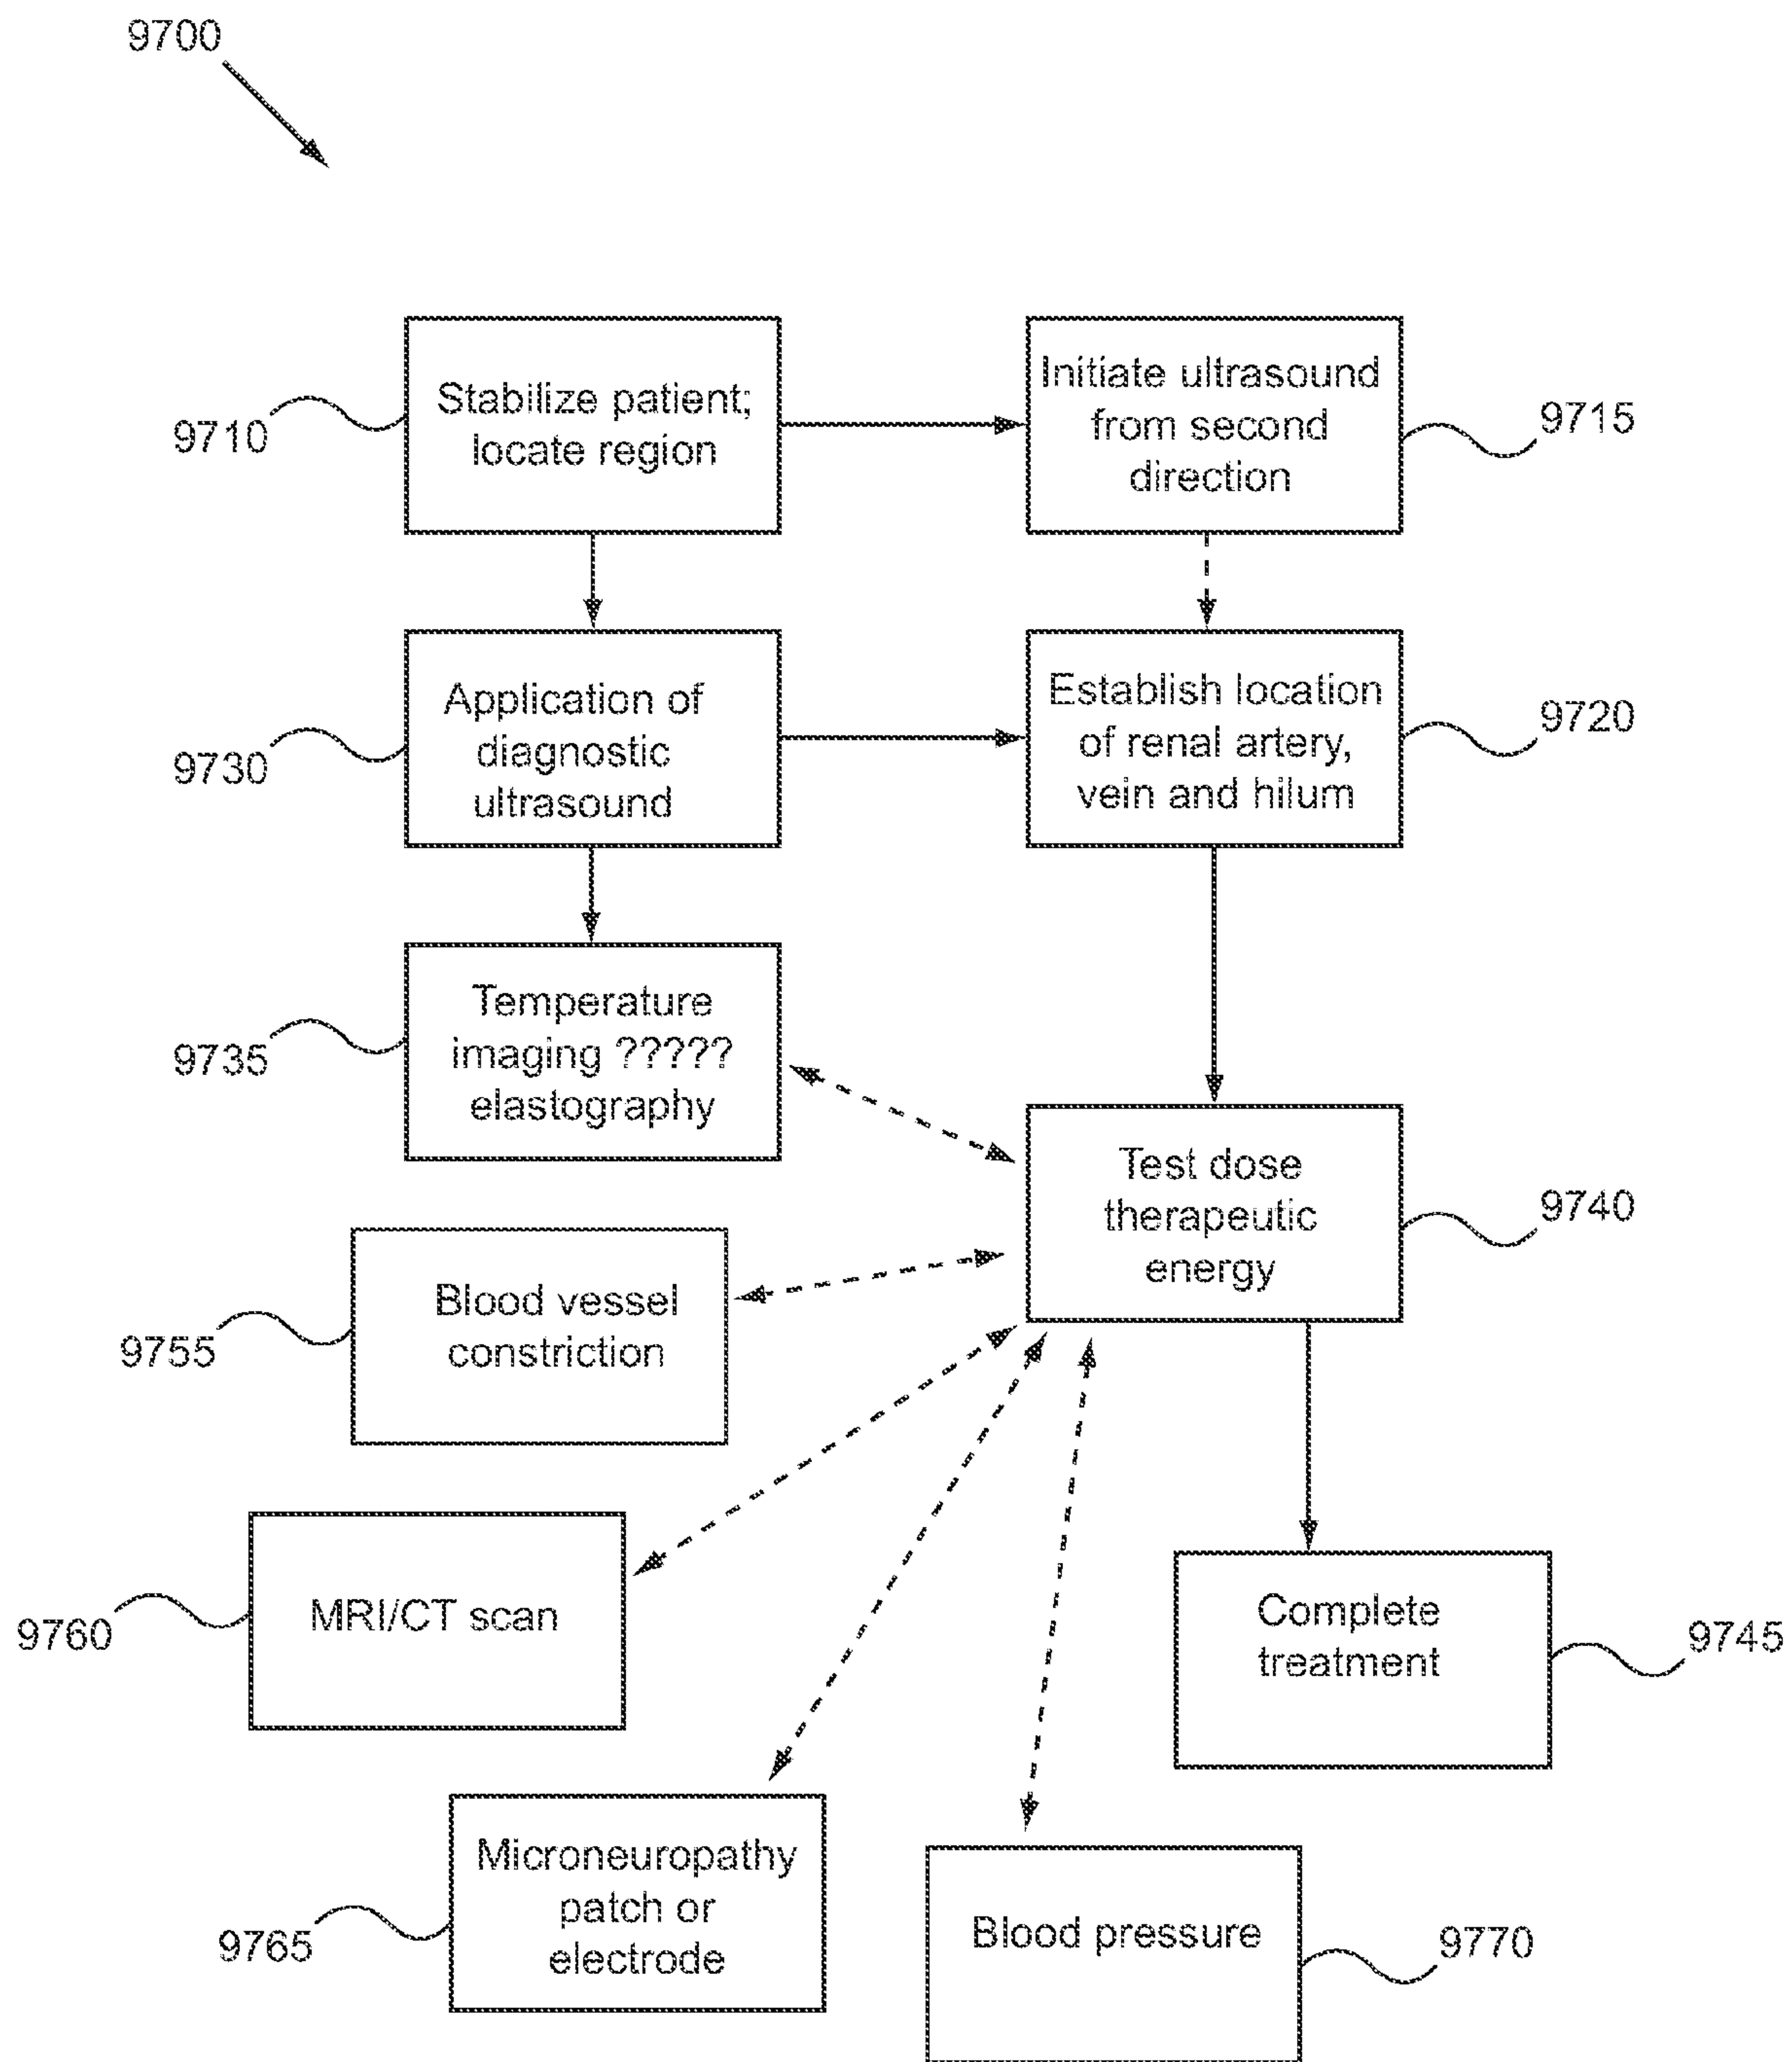 9700
9710
Stabilize patient;
locate region
Initiate ultrasound
from second
direction
9715
9730
Application of
diagnostic
ultrasound
Establish location
of renal artery,
vein and hilum
9720
9735
Temperature
imaging ?????
elastography
Test dose
therapeutic
energy
9740
9755
Blood vessel
constriction
9760
MRI/CT scan
Complete
treatment
9745
9765
Microneuropathy
patch or
electrode
Blood pressure
9770